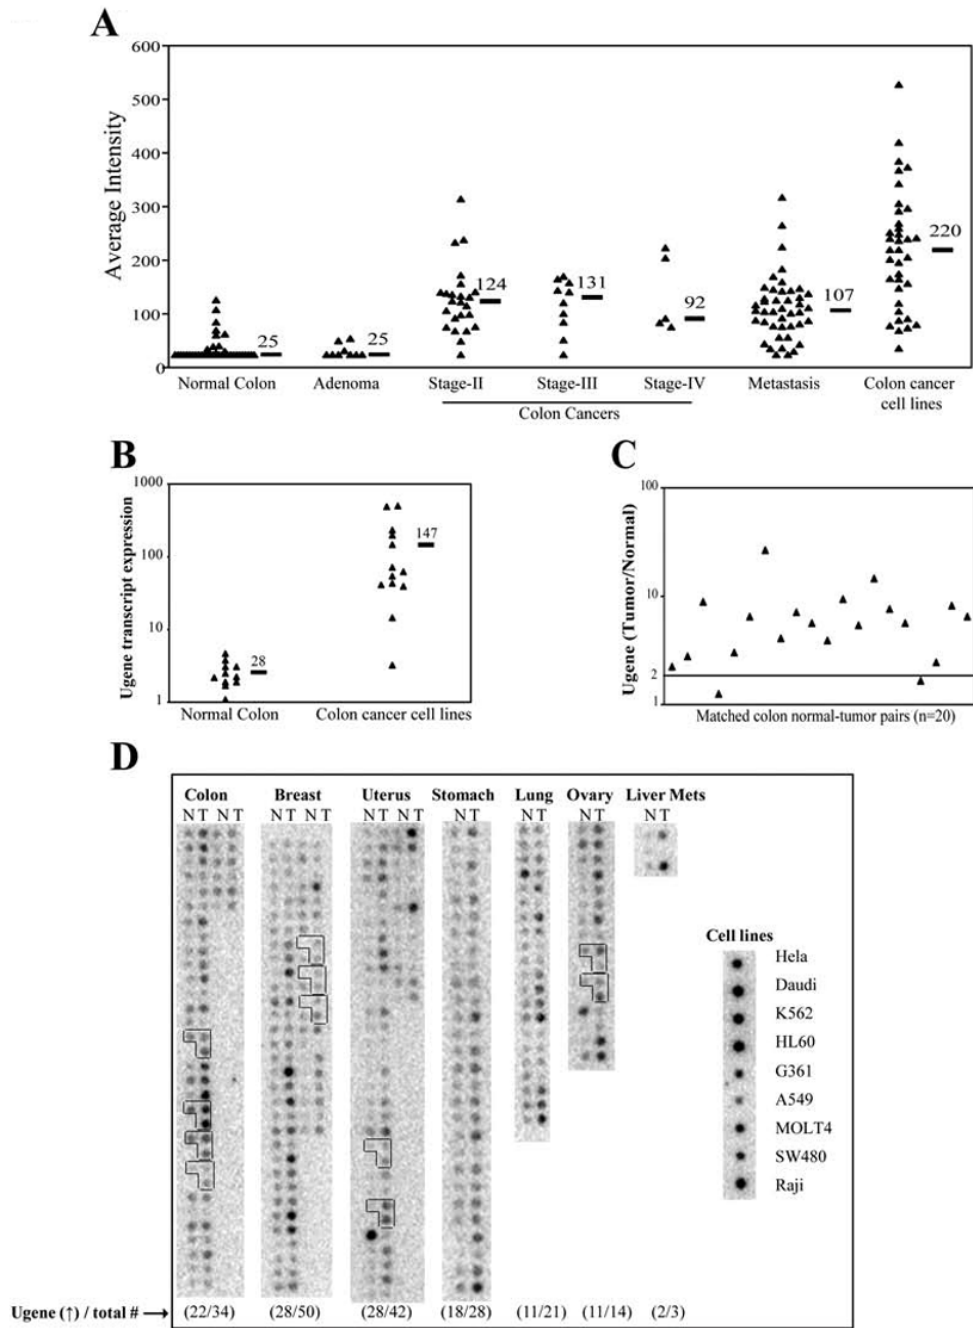 A
600
500
400
300
200
100
0
Average Intensity
25
25
124
131
92
107
220
Normal Colon Adenoma Stage-II Stage-III Stage-IV Metastasis Colon cancer
cell lines
Colon Cancers
B
1000
100
10
1
Ugene transcript expression
28
147
Normal Colon Colon cancer cell lines
C
100
10
2
1
Ugene (Tumor/Normal)
Matched colon normal-tumor pairs (n=20)
D
Colon Breast Uterus Stomach Lung Ovary Liver Mets
N T N T N T N T N T N T N T N T N T N T
Cell lines
Hela
Daudi
K562
HL60
G361
A549
MOLT4
SW480
Raji
Ugene (↑) / total # → (22/34) (28/50) (28/42) (18/28) (11/21) (11/14) (2/3)